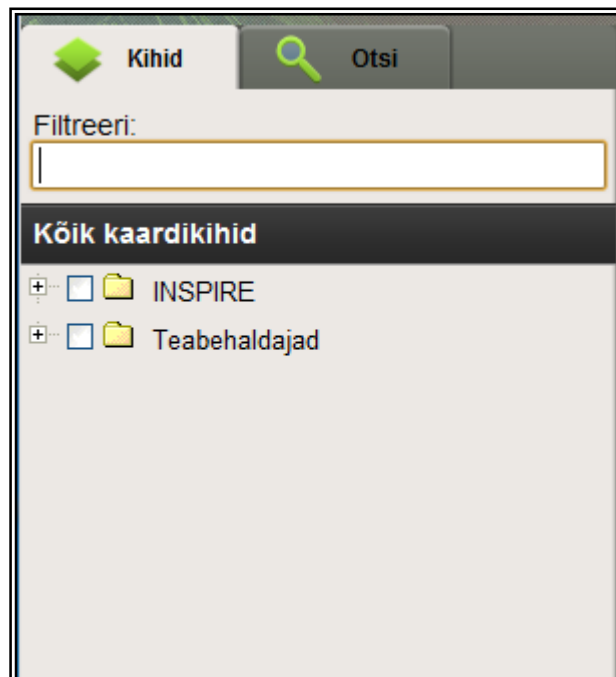 Kihid Otsi
Filtreeri:
Kõik kaardikihid
INSPIRE
Teabehaldajad